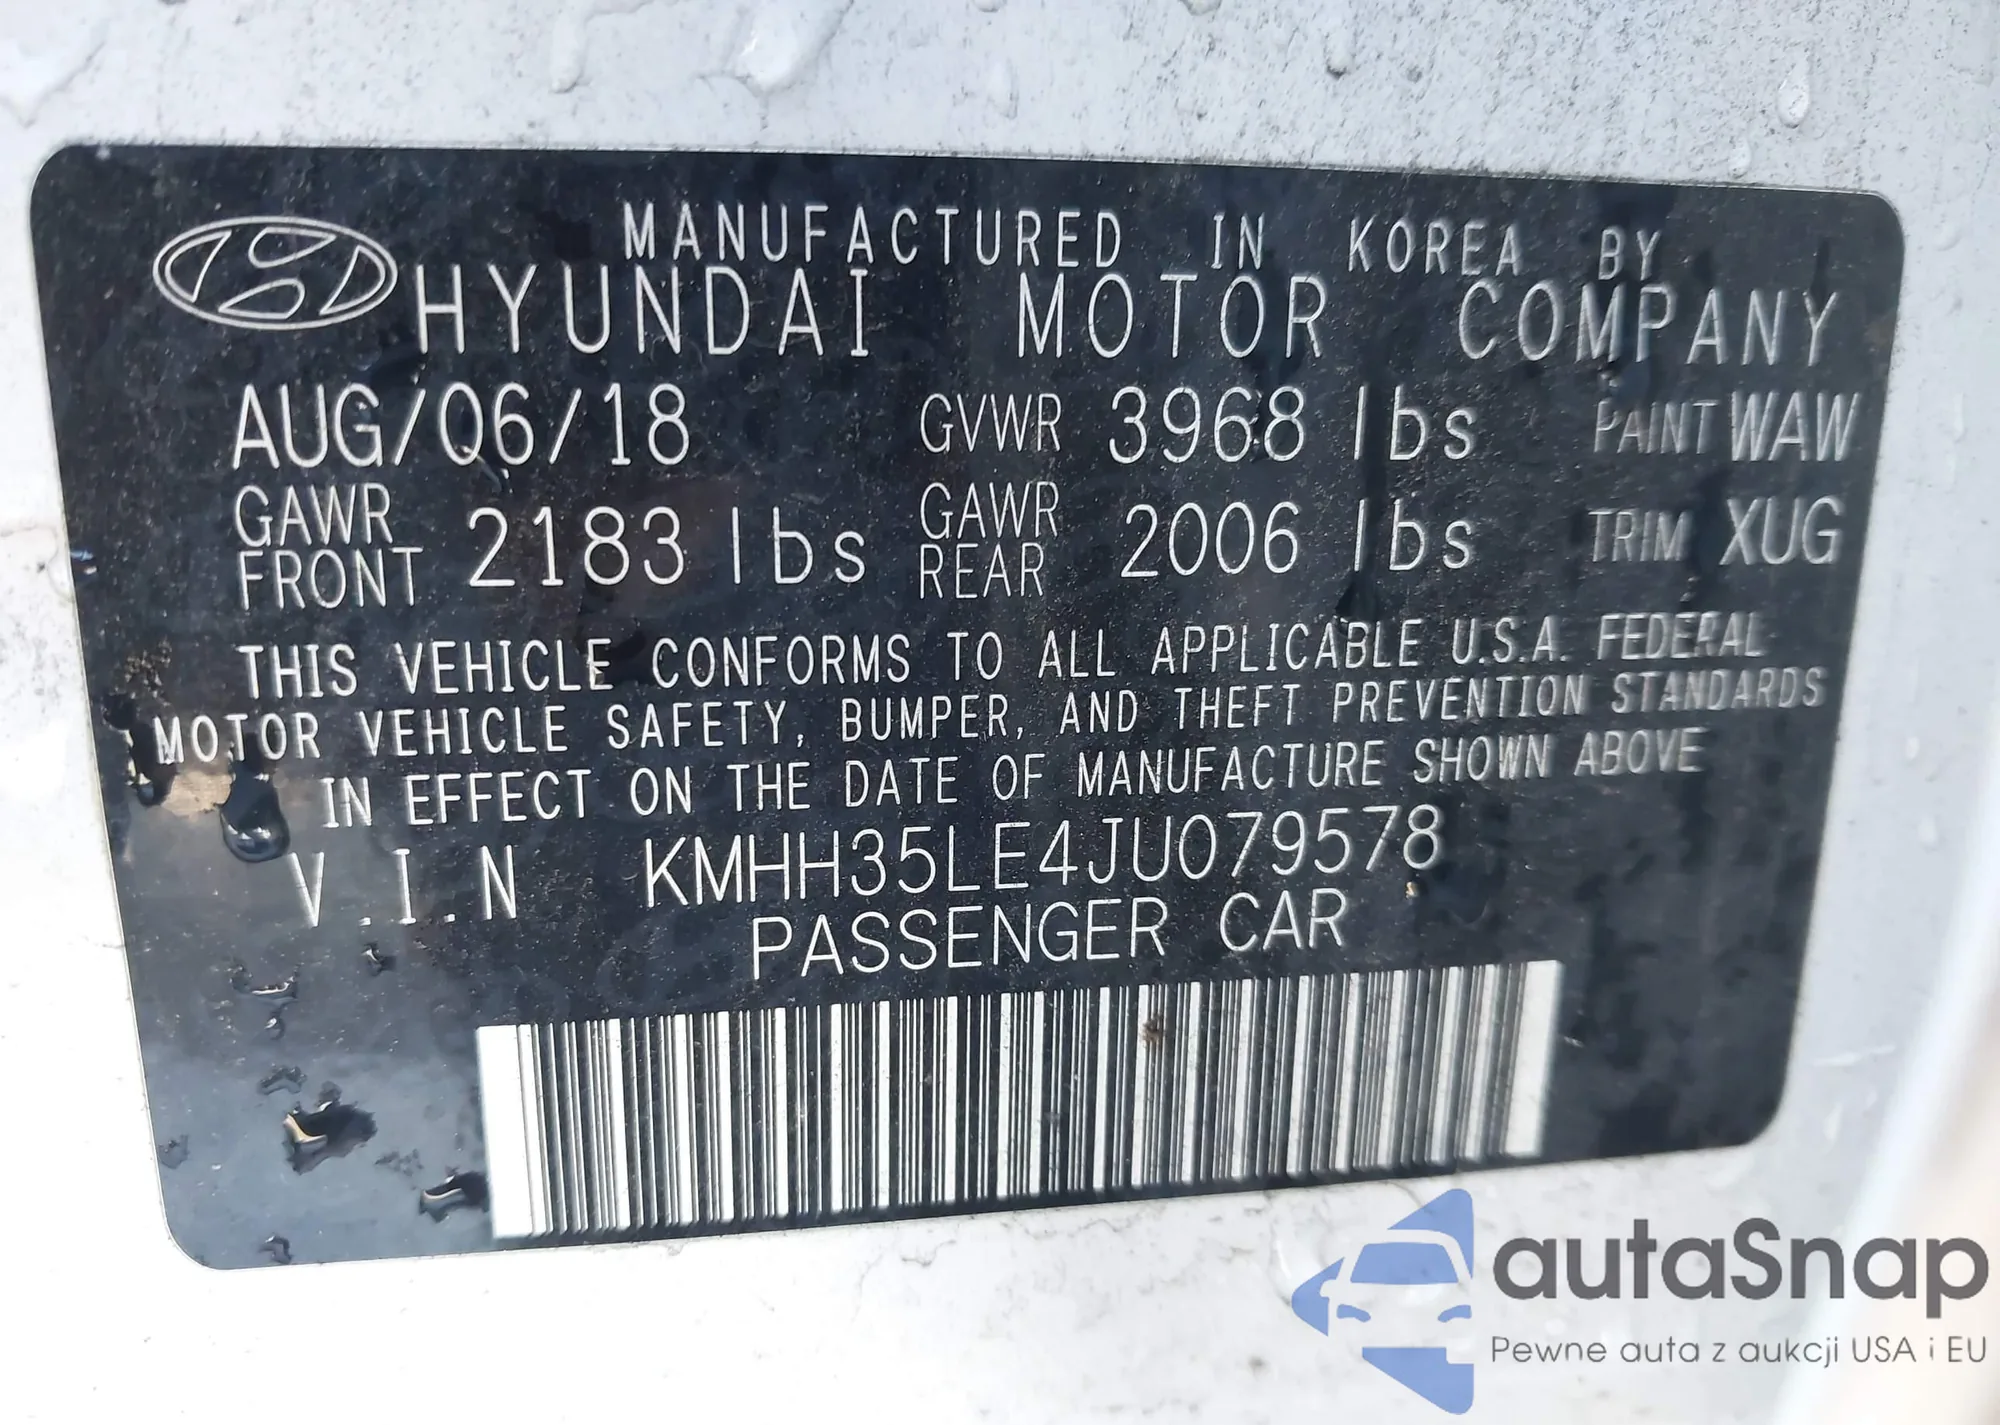 MANUFACTURED IN KOREA BY
HYUNDAI MOTOR COMPANY
AUG/06/18 GVWR 3968 lbs PAINT WAW
GAWR FRONT 2183 lbs GAWR REAR 2006 lbs TRIM XUG
THIS VEHICLE CONFORMS TO ALL APPLICABLE U.S.A. FEDERAL
MOTOR VEHICLE SAFETY, BUMPER, AND THEFT PREVENTION STANDARDS
IN EFFECT ON THE DATE OF MANUFACTURE SHOWN ABOVE
V.I.N KMHH35LE4JU079578
PASSENGER CAR
autaSnap
Pewne auta z aukcji USA i EU